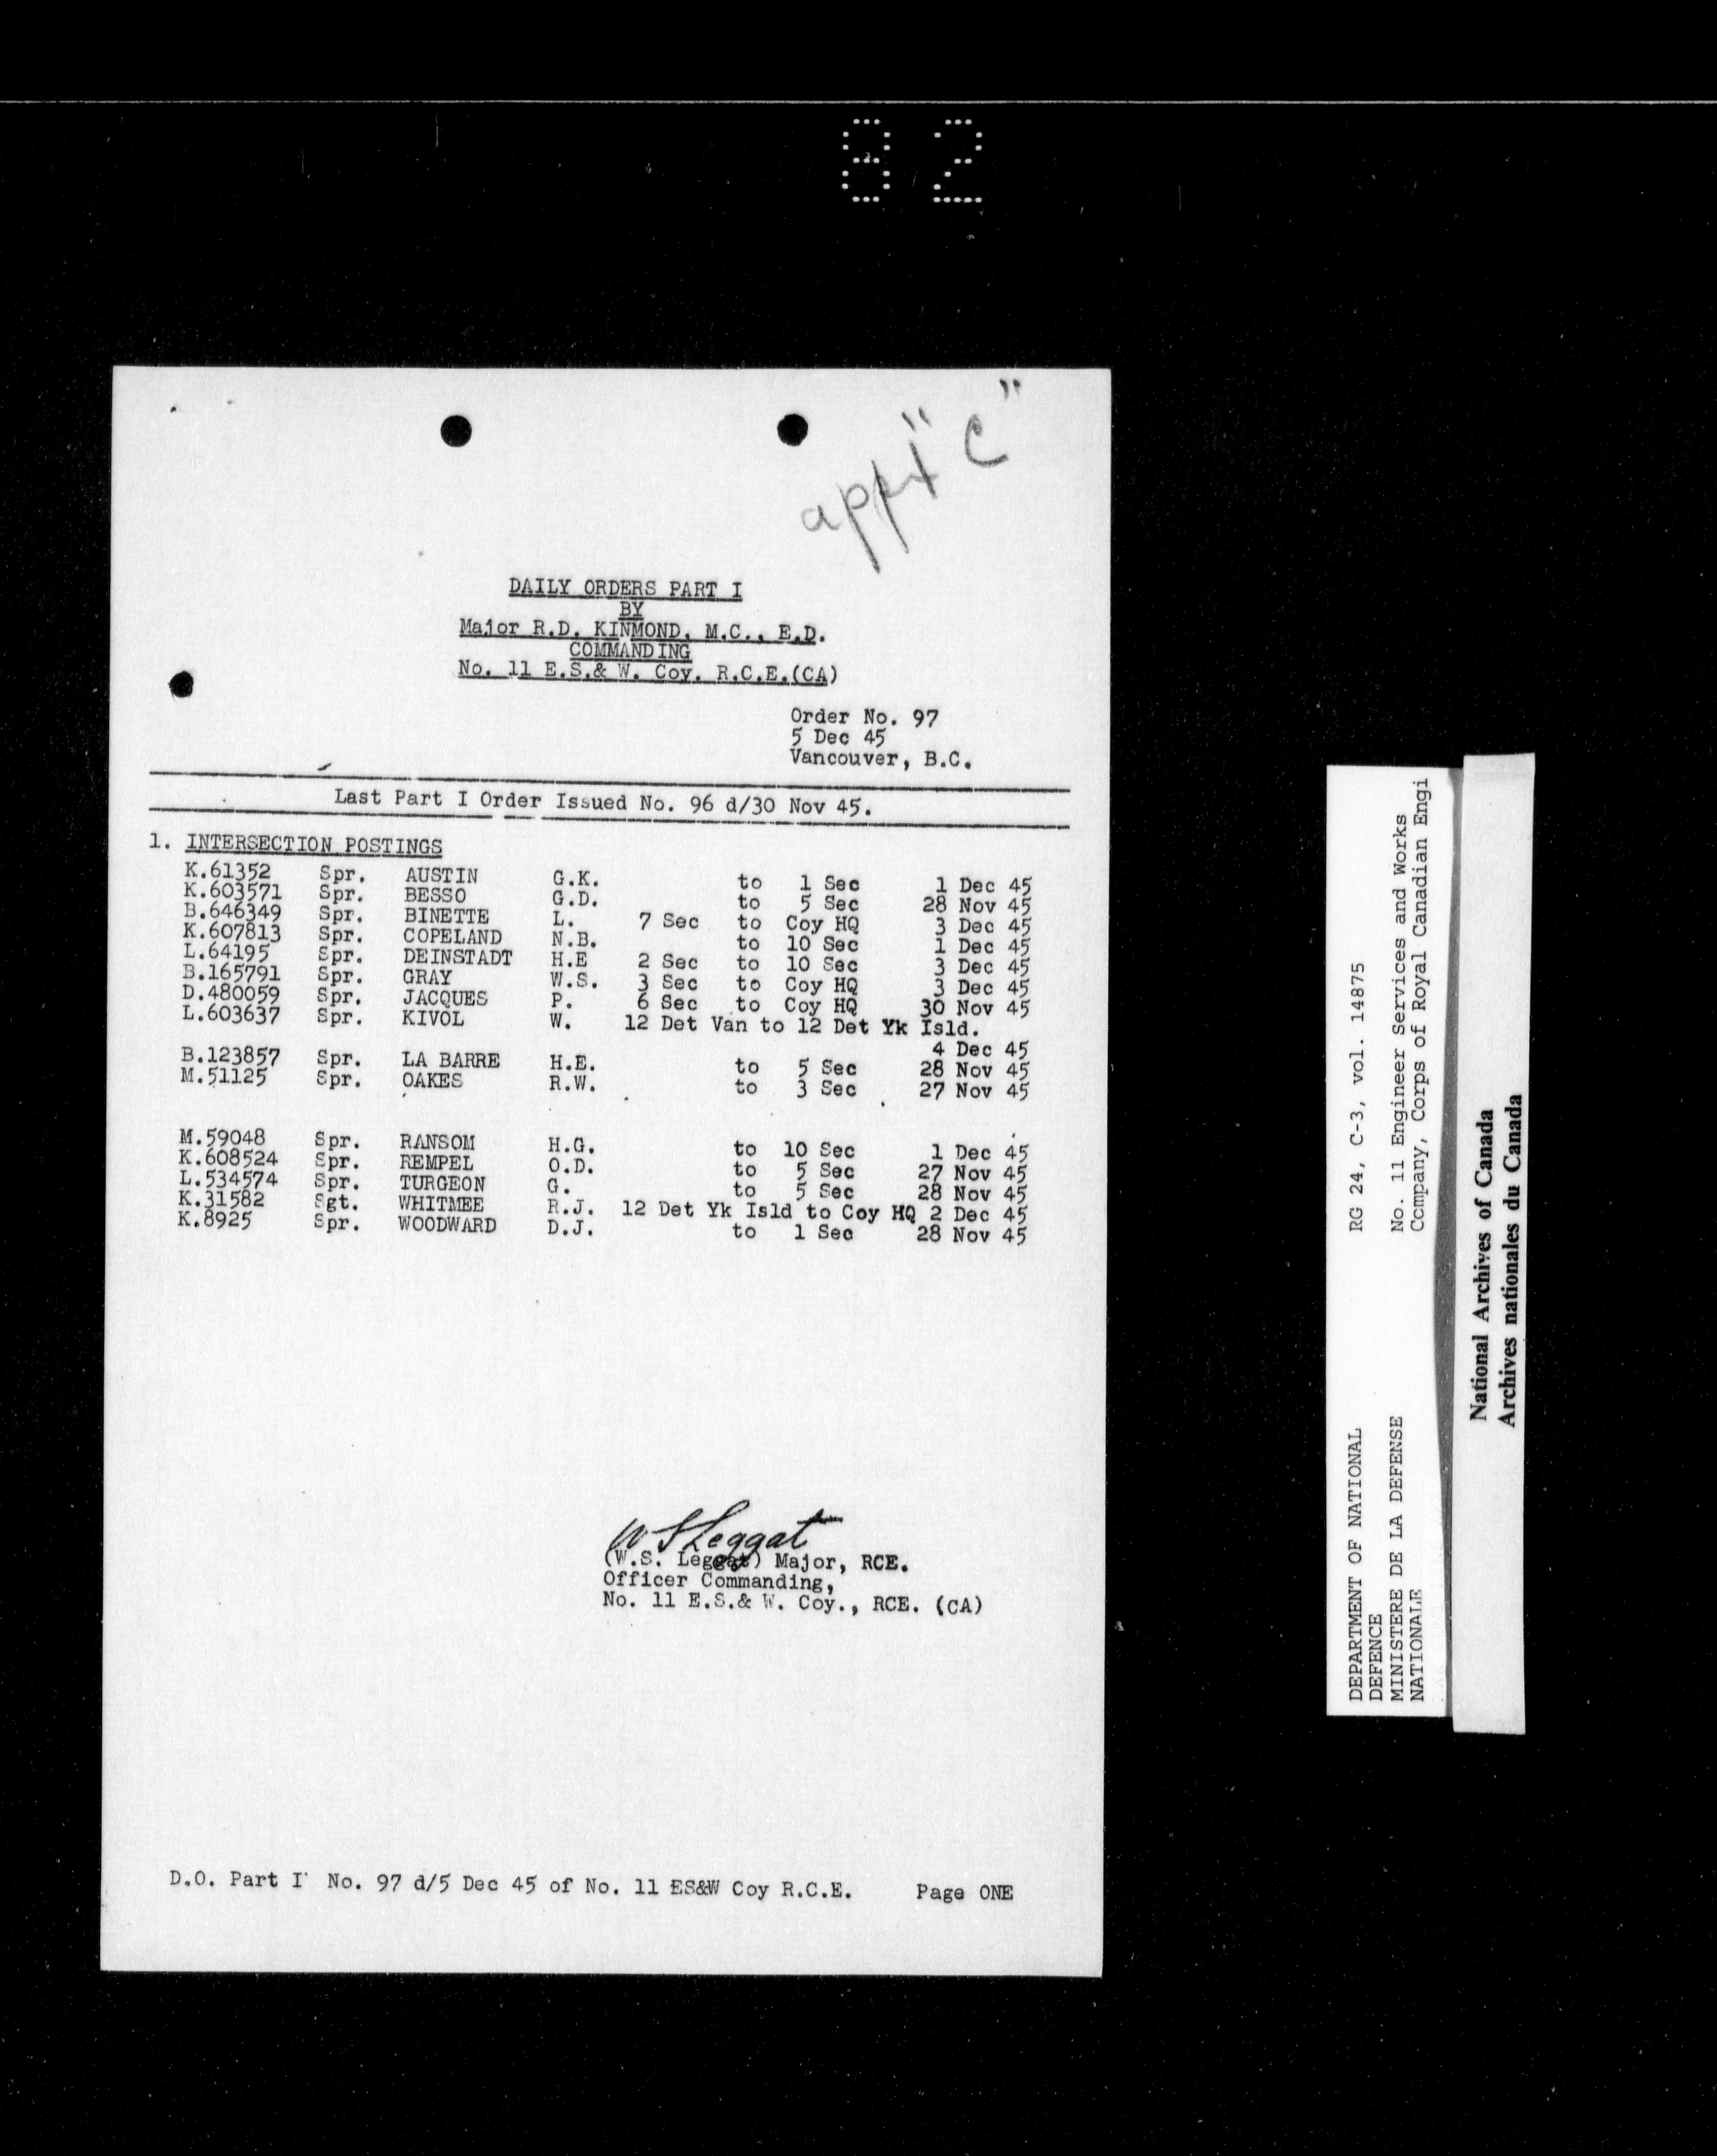 82
appx "C"
DAILY ORDERS PART I
BY
Major R.D. KINMOND, M.C., E.D.
COMMANDING
No. 11 E.S.& W. Coy. R.C.E.(CA)
Order No. 97
5 Dec 45
Vancouver, B.C.
Last Part I Order Issued No. 96 d/30 Nov 45.
1. INTERSECTION POSTINGS
K.61352 Spr. AUSTIN G.K. to 1 Sec 1 Dec 45
K.603571 Spr. BESSO G.D. to 5 Sec 28 Nov 45
B.646349 Spr. BINETTE L. 7 Sec to Coy HQ 3 Dec 45
K.607813 Spr. COPELAND N.B. to 10 Sec 1 Dec 45
L.64195 Spr. DEINSTADT H.E 2 Sec to 10 Sec 3 Dec 45
B.165791 Spr. GRAY W.S. 3 Sec to Coy HQ 3 Dec 45
D.480059 Spr. JACQUES P. 6 Sec to Coy HQ 30 Nov 45
L.603637 Spr. KIVOL W. 12 Det Van to 12 Det Yk Isld.
4 Dec 45
B.123857 Spr. LA BARRE H.E. to 5 Sec 28 Nov 45
M.51125 Spr. OAKES R.W. to 3 Sec 27 Nov 45
M.59048 Spr. RANSOM H.G. to 10 Sec 1 Dec 45
K.608524 Spr. REMPEL O.D. to 5 Sec 27 Nov 45
L.534574 Spr. TURGEON G. to 5 Sec 28 Nov 45
K.31582 Sgt. WHITMEE R.J. 12 Det Yk Isld to Coy HQ 2 Dec 45
K.8925 Spr. WOODWARD D.J. to 1 Sec 28 Nov 45
W S Leggat
(W.S. Leggat) Major, RCE.
Officer Commanding,
No. 11 E.S.& W. Coy., RCE. (CA)
D.O. Part I No. 97 d/5 Dec 45 of No. 11 ES&W Coy R.C.E. Page ONE
DEPARTMENT OF NATIONAL
DEFENCE
MINISTERE DE LA DEFENSE
NATIONALE
RG 24, C-3, vol. 14875
No. 11 Engineer Services and Works
Company, Corps of Royal Canadian Engi
National Archives of Canada
Archives nationales du Canada